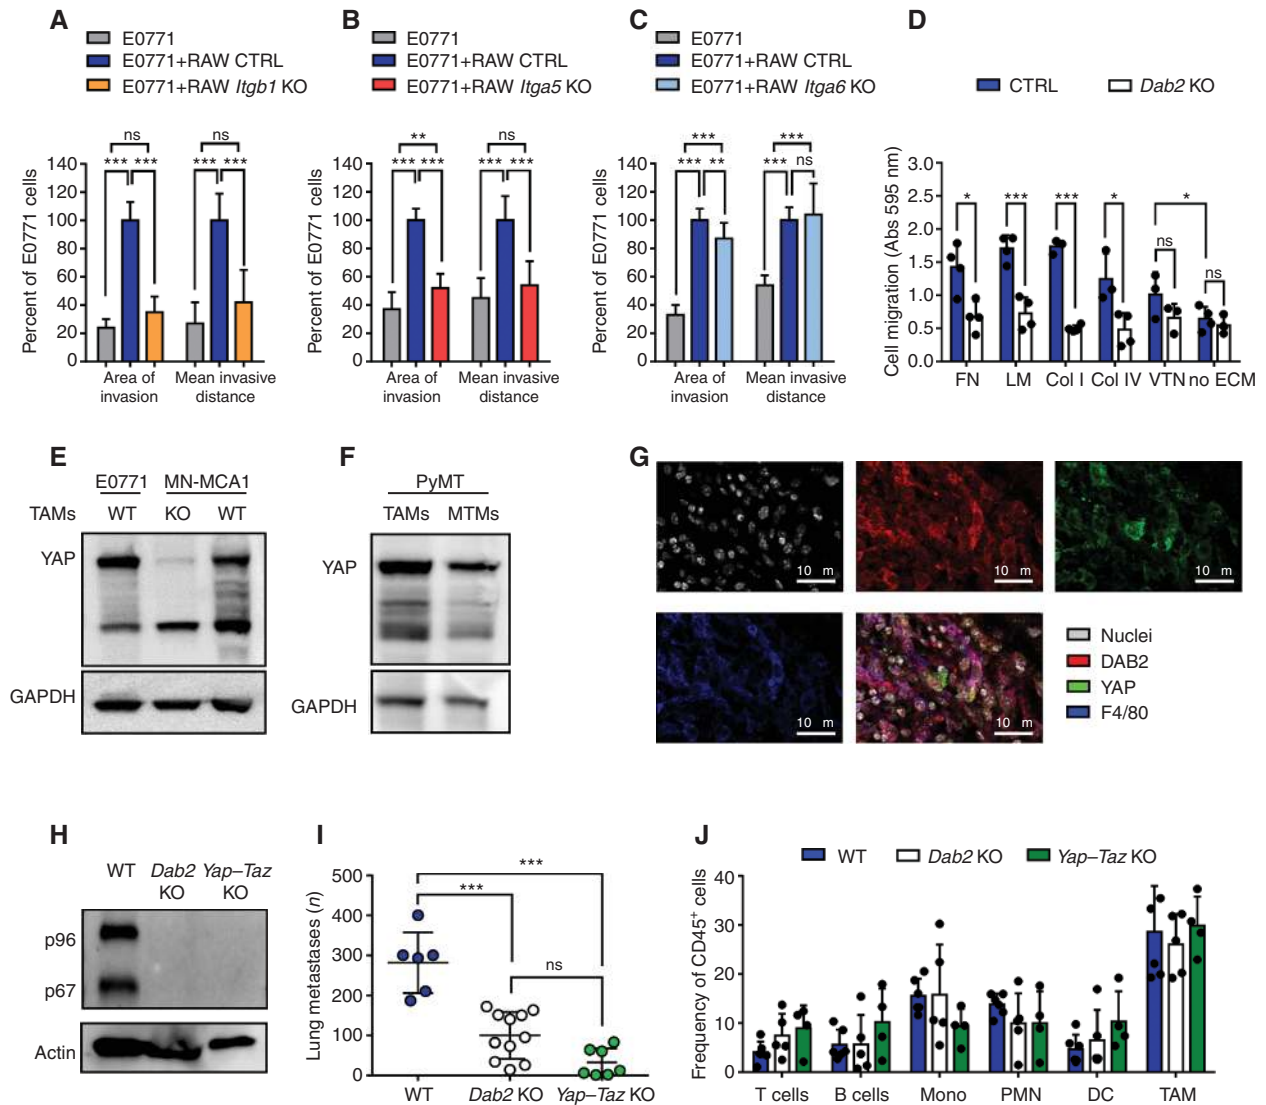 A
E0771
E0771+RAW CTRL
E0771+RAW Itgb1 KO
ns ns
*** *** *** ***
Percent of E0771 cells
140
120
100
80
60
40
20
0
Area of invasion
Mean invasive distance
B
E0771
E0771+RAW CTRL
E0771+RAW Itga5 KO
** ns
*** *** *** ***
Percent of E0771 cells
140
120
100
80
60
40
20
0
Area of invasion
Mean invasive distance
C
E0771
E0771+RAW CTRL
E0771+RAW Itga6 KO
*** ***
*** ** *** ns
Percent of E0771 cells
140
120
100
80
60
40
20
0
Area of invasion
Mean invasive distance
D
CTRL Dab2 KO
Cell migration (Abs 595 nm)
3.0
2.5
2.0
1.5
1.0
0.5
0.0
* *** *** * *
ns
ns
FN LM Col I Col IV VTN no ECM
E
E0771 MN-MCA1
TAMs WT KO WT
YAP
GAPDH
F
PyMT
TAMs MTMs
YAP
GAPDH
G
10 m
10 m
10 m
10 m
10 m
Nuclei
DAB2
YAP
F4/80
H
WT Dab2 KO Yap–Taz KO
p96
p67
Actin
I
***
***
ns
Lung metastases (n)
500
400
300
200
100
0
WT Dab2 KO Yap–Taz KO
J
WT Dab2 KO Yap–Taz KO
Frequency of CD45+ cells
40
30
20
10
0
T cells B cells Mono PMN DC TAM